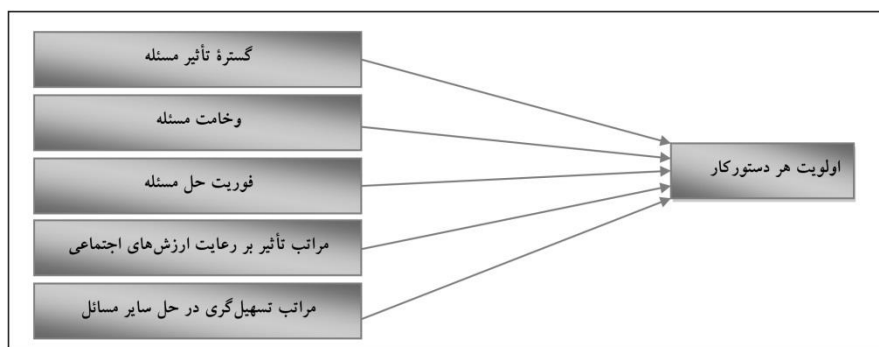 گسترهٔ تأثیر مسئله
وخامت مسئله
فوریت حل مسئله
مراتب تأثیر بر رعایت ارزش‌های اجتماعی
مراتب تسهیل‌گری در حل سایر مسائل
اولویت هر دستورکار